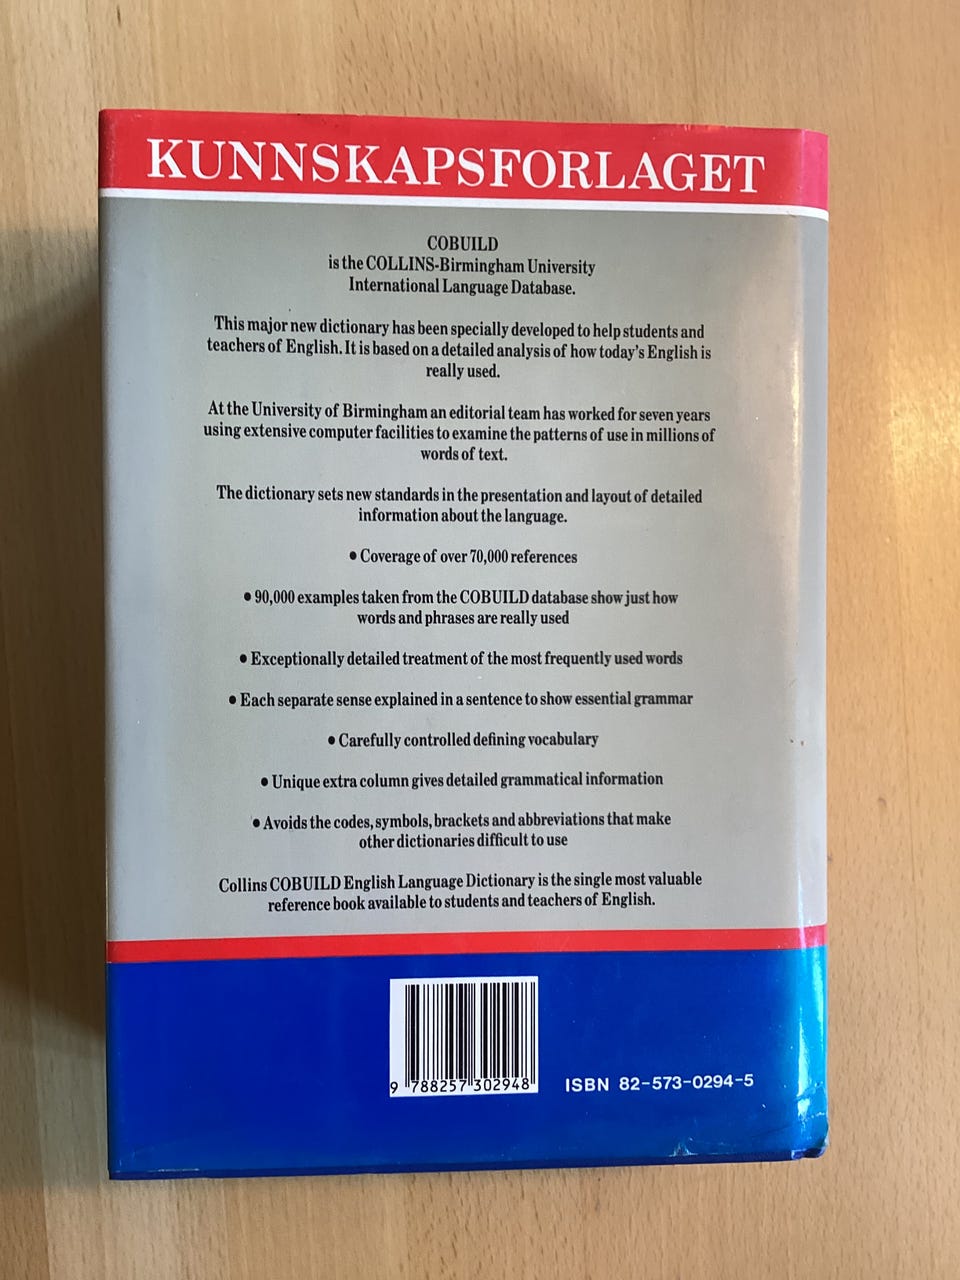 KUNNSKAPSFORLAGET
COBUILD
is the COLLINS-Birmingham University
International Language Database.
This major new dictionary has been specially developed to help students and
teachers of English. It is based on a detailed analysis of how today's English is
really used.
At the University of Birmingham an editorial team has worked for seven years
using extensive computer facilities to examine the patterns of use in millions of
words of text.
The dictionary sets new standards in the presentation and layout of detailed
information about the language.
• Coverage of over 70,000 references
• 90,000 examples taken from the COBUILD database show just how
words and phrases are really used
• Exceptionally detailed treatment of the most frequently used words
• Each separate sense explained in a sentence to show essential grammar
• Carefully controlled defining vocabulary
• Unique extra column gives detailed grammatical information
• Avoids the codes, symbols, brackets and abbreviations that make
other dictionaries difficult to use
Collins COBUILD English Language Dictionary is the single most valuable
reference book available to students and teachers of English.
9 788257 302948
ISBN 82-573-0294-5